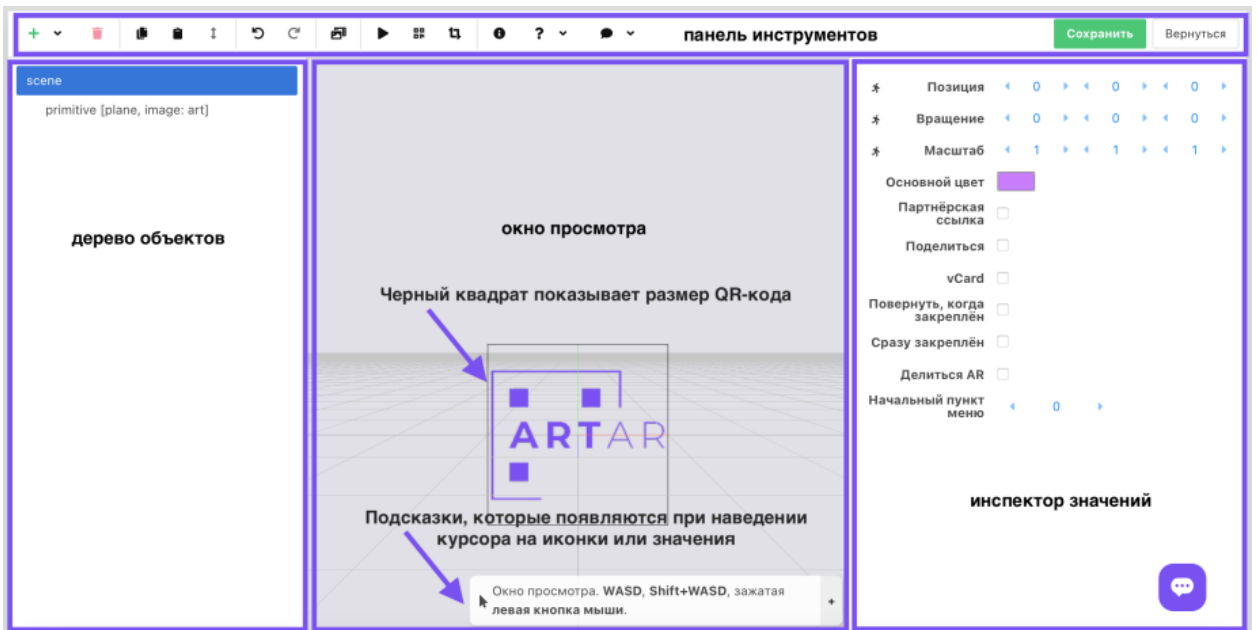 панель инструментов
Сохранить
Вернуться
scene
primitive [plane, image: art]
дерево объектов
окно просмотра
Черный квадрат показывает размер QR-кода
ARTAR
Подсказки, которые появляются при наведении
курсора на иконки или значения
Окно просмотра. WASD, Shift+WASD, зажатая
левая кнопка мыши.
+
Позиция 0 0 0
Вращение 0 0 0
Масштаб 1 1 1
Основной цвет
Партнёрская
ссылка
Поделиться
vCard
Повернуть, когда
закреплён
Сразу закреплён
Делиться AR
Начальный пункт
меню
0
инспектор значений